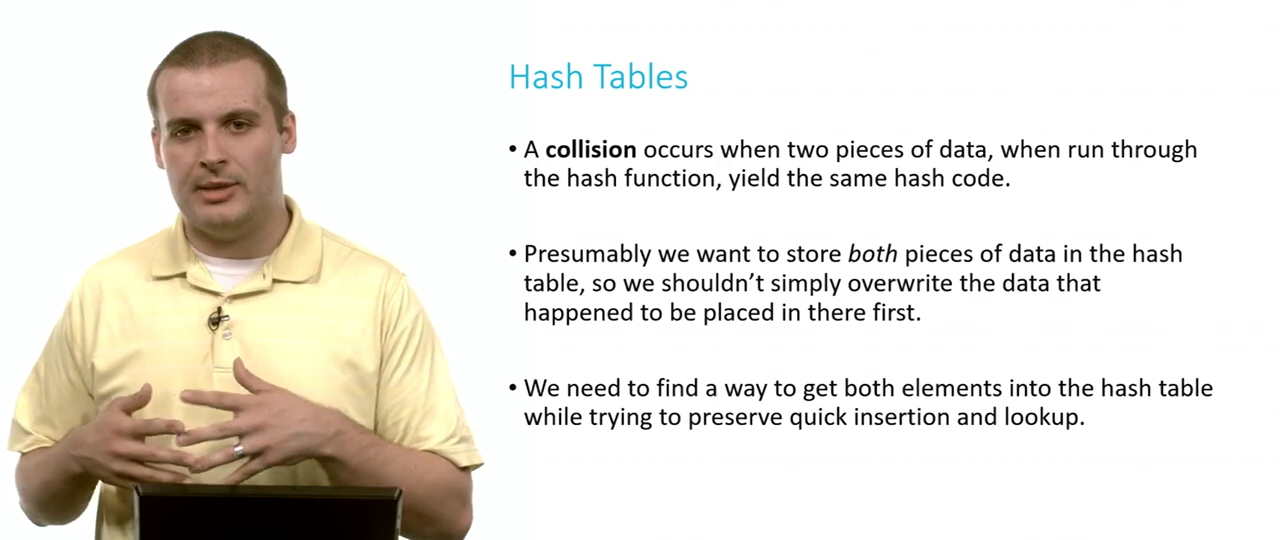 Hash Tables
• A collision occurs when two pieces of data, when run through
the hash function, yield the same hash code.
• Presumably we want to store both pieces of data in the hash
table, so we shouldn’t simply overwrite the data that
happened to be placed in there first.
• We need to find a way to get both elements into the hash table
while trying to preserve quick insertion and lookup.